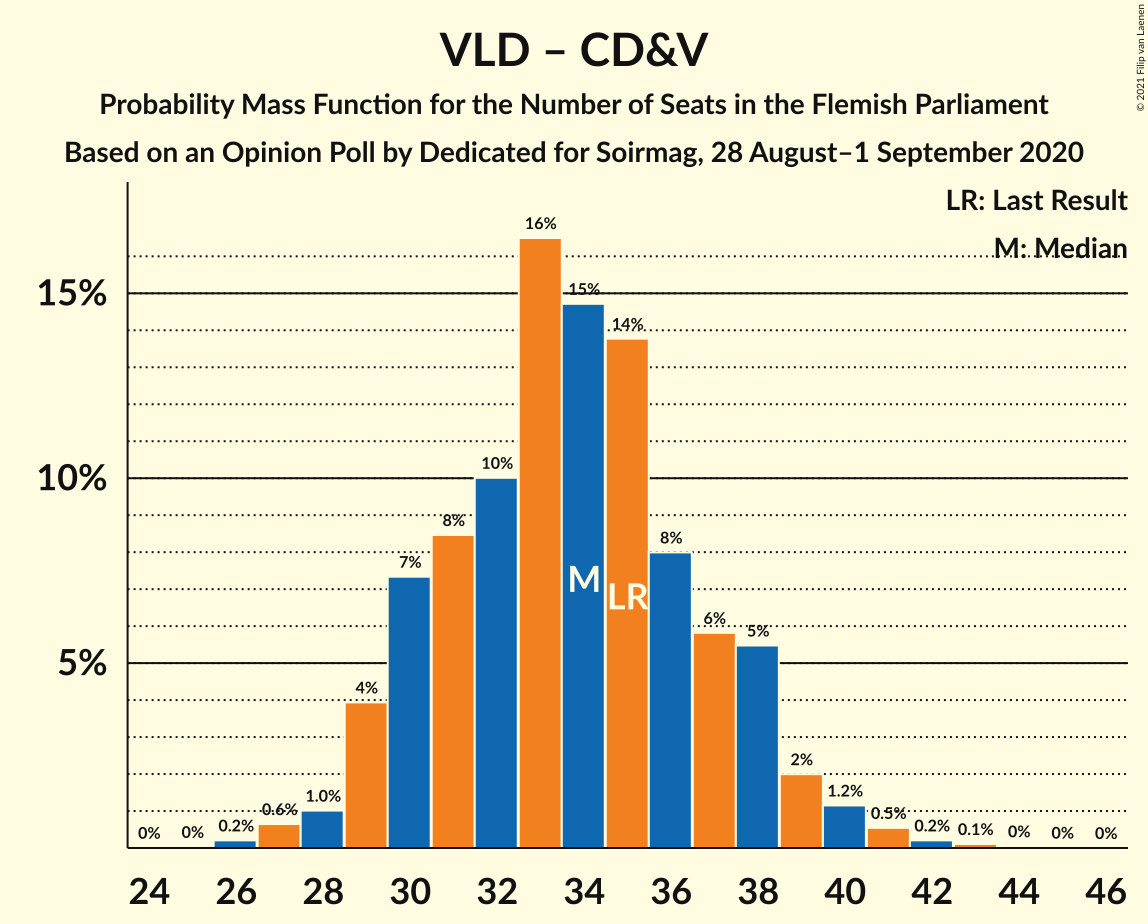 VLD – CD&V
Probability Mass Function for the Number of Seats in the Flemish Parliament
Based on an Opinion Poll by Dedicated for Soirmag, 28 August–1 September 2020
© 2021 Filip van Laenen
LR: Last Result
M: Median
15%
10%
5%
0%
0%
0.2%
0.6%
1.0%
4%
7%
8%
10%
16%
15%
14%
8%
6%
5%
2%
1.2%
0.5%
0.2%
0.1%
0%
0%
0%
M
LR
24 26 28 30 32 34 36 38 40 42 44 46